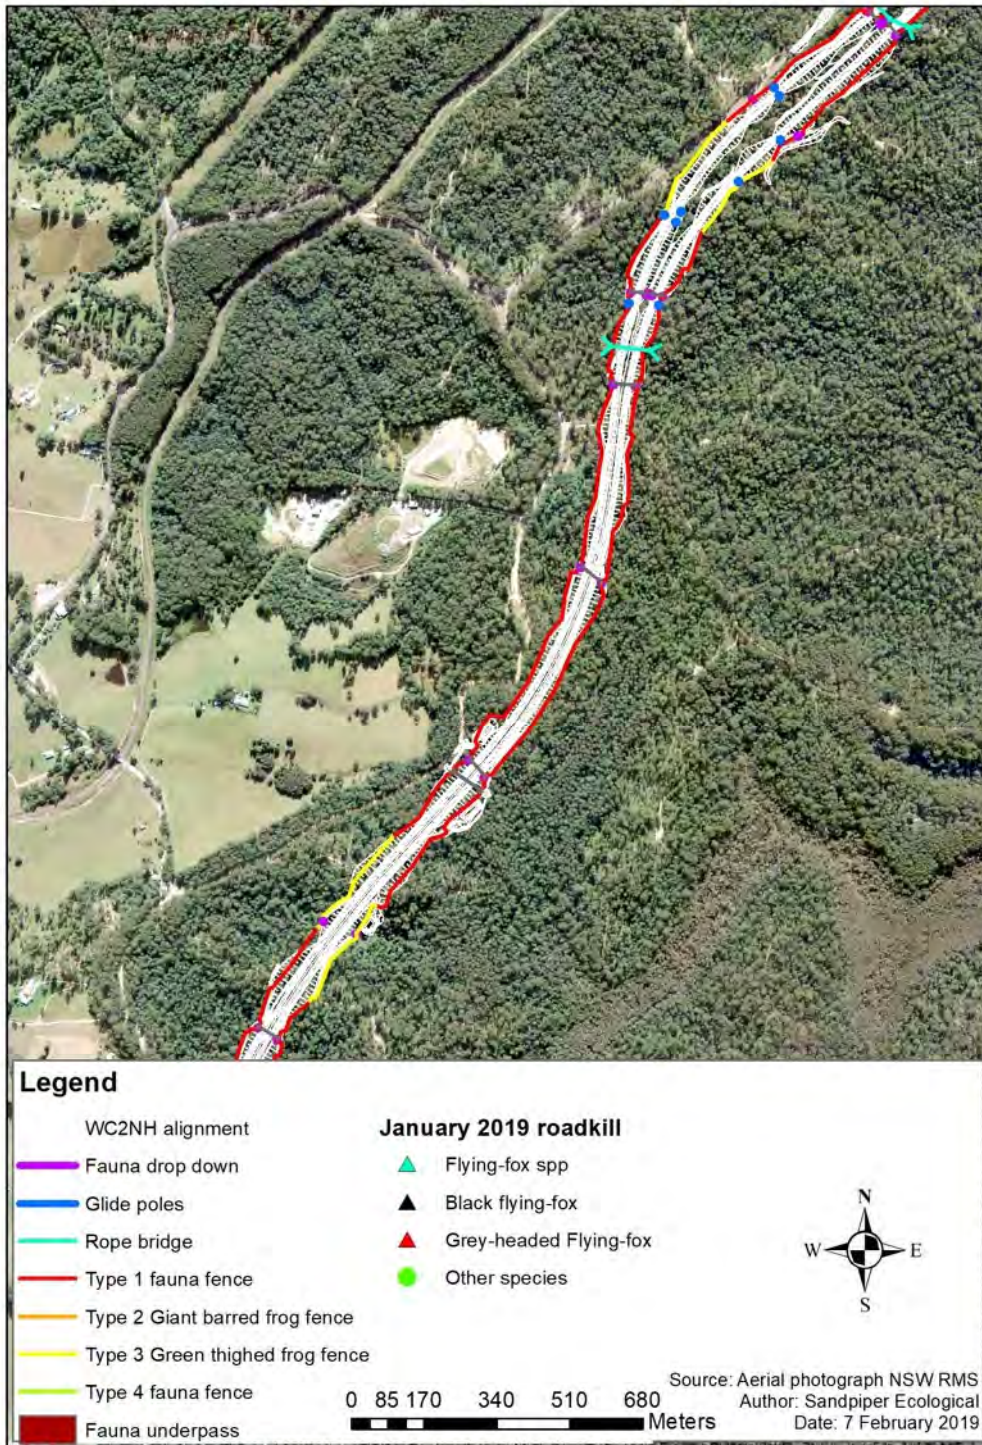 Legend
WC2NH alignment
Fauna drop down
Glide poles
Rope bridge
Type 1 fauna fence
Type 2 Giant barred frog fence
Type 3 Green thighed frog fence
Type 4 fauna fence
Fauna underpass
January 2019 roadkill
Flying-fox spp
Black flying-fox
Grey-headed Flying-fox
Other species
N
W E
S
0 85 170 340 510 680
Meters
Source: Aerial photograph NSW RMS
Author: Sandpiper Ecological
Date: 7 February 2019